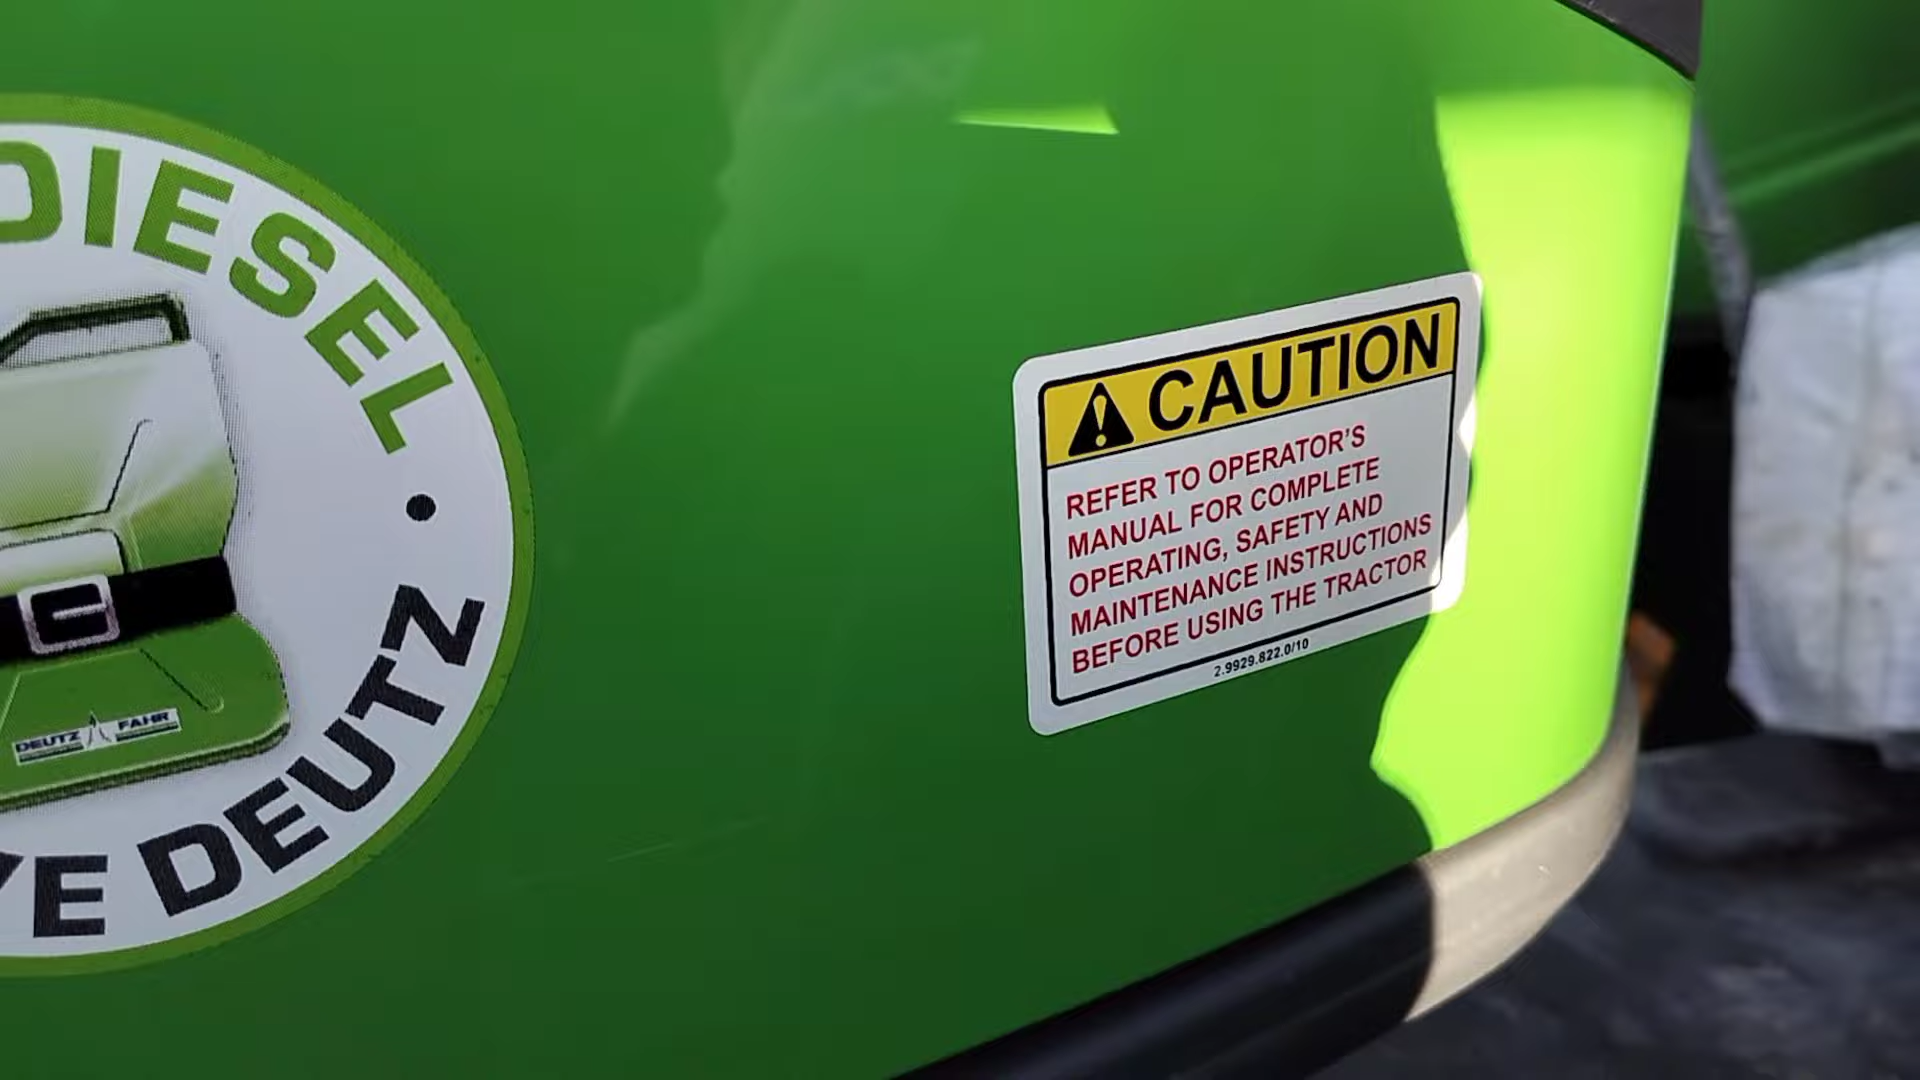 DIESEL
•
YE DEUTZ
DEUTZ FAHR
CAUTION
REFER TO OPERATOR'S
MANUAL FOR COMPLETE
OPERATING, SAFETY AND
MAINTENANCE INSTRUCTIONS
BEFORE USING THE TRACTOR
2.9929.822.0/10